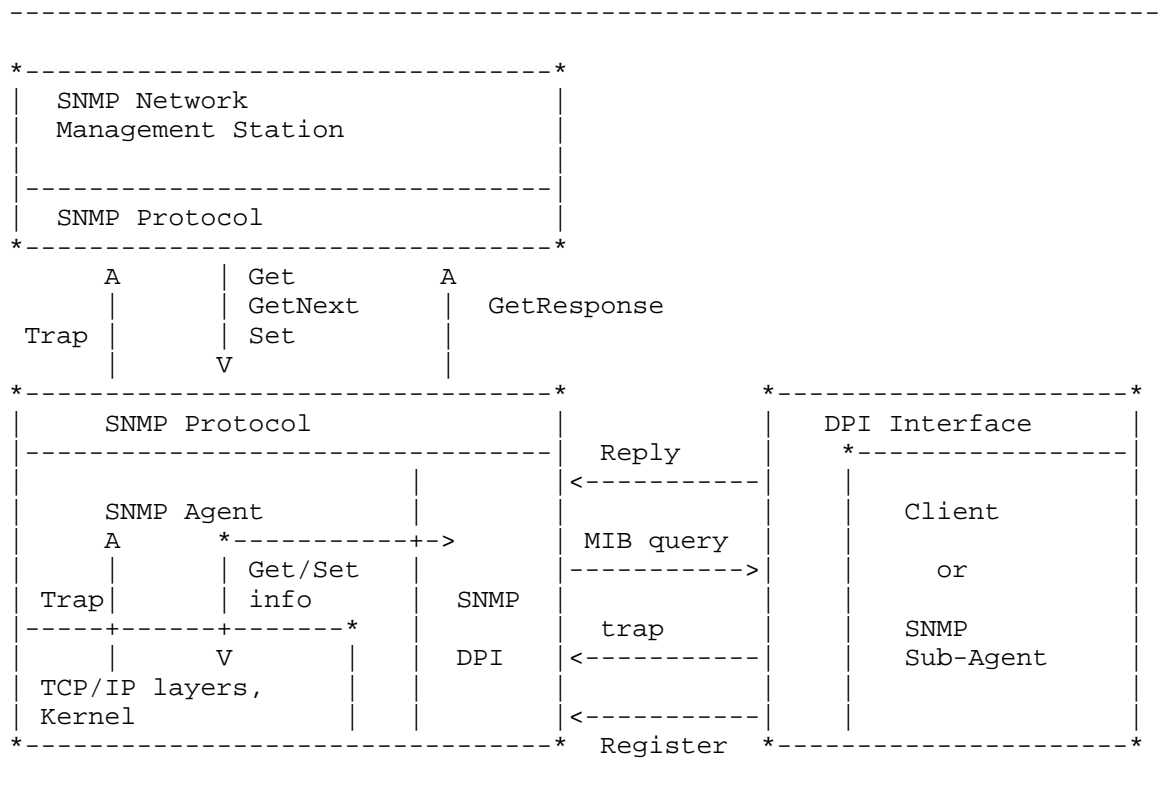 SNMP Network
Management Station
SNMP Protocol
A | Get A
| | GetNext | GetResponse
Trap | | Set |
| V |
SNMP Protocol DPI Interface
Reply
SNMP Agent Client
A MIB query
| | Get/Set or
Trap| | info SNMP
trap SNMP
| V DPI Sub-Agent
TCP/IP layers,
Kernel
Register